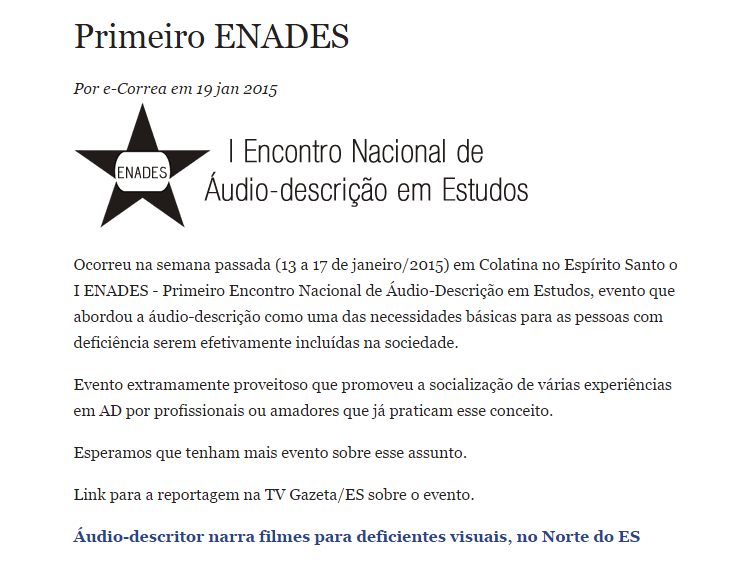 Primeiro ENADES
Por e-Correa em 19 jan 2015
ENADES
I Encontro Nacional de
Áudio-descrição em Estudos
Ocorreu na semana passada (13 a 17 de janeiro/2015) em Colatina no Espírito Santo o
I ENADES - Primeiro Encontro Nacional de Áudio-Descrição em Estudos, evento que
abordou a áudio-descrição como uma das necessidades básicas para as pessoas com
deficiência serem efetivamente incluídas na sociedade.
Evento extramamente proveitoso que promoveu a socialização de várias experiências
em AD por profissionais ou amadores que já praticam esse conceito.
Esperamos que tenham mais evento sobre esse assunto.
Link para a reportagem na TV Gazeta/ES sobre o evento.
Áudio-descritor narra filmes para deficientes visuais, no Norte do ES